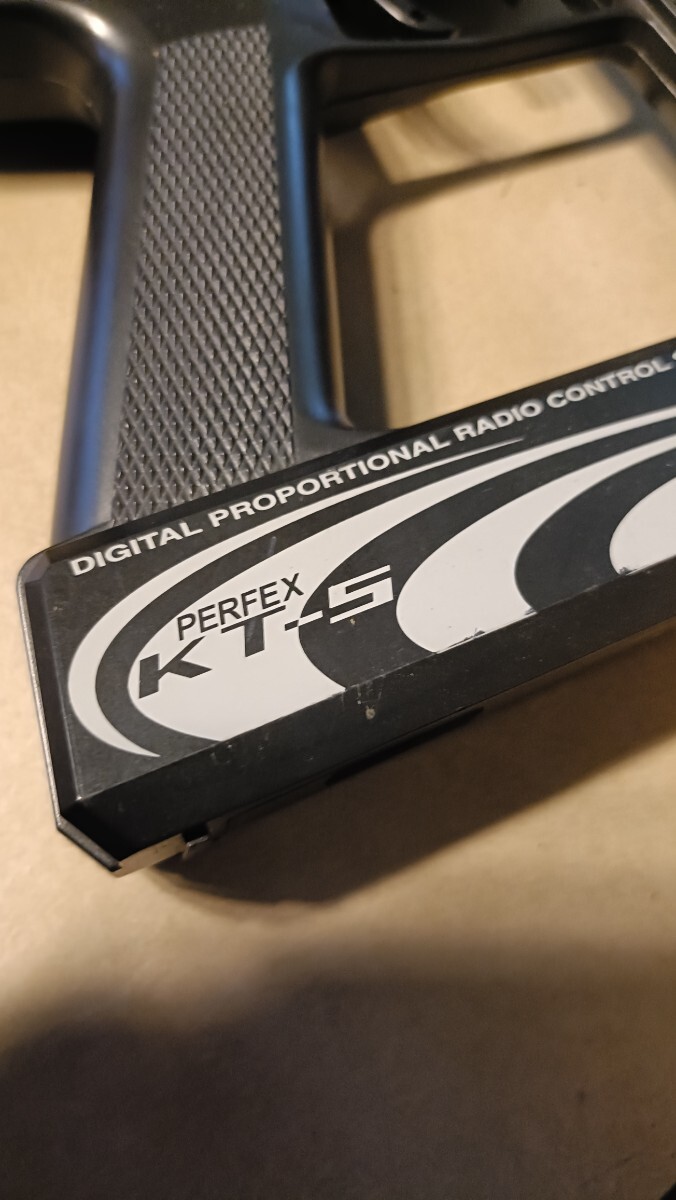 DIGITAL PROPORTIONAL RADIO CONTROL
PERFEX
KT-5